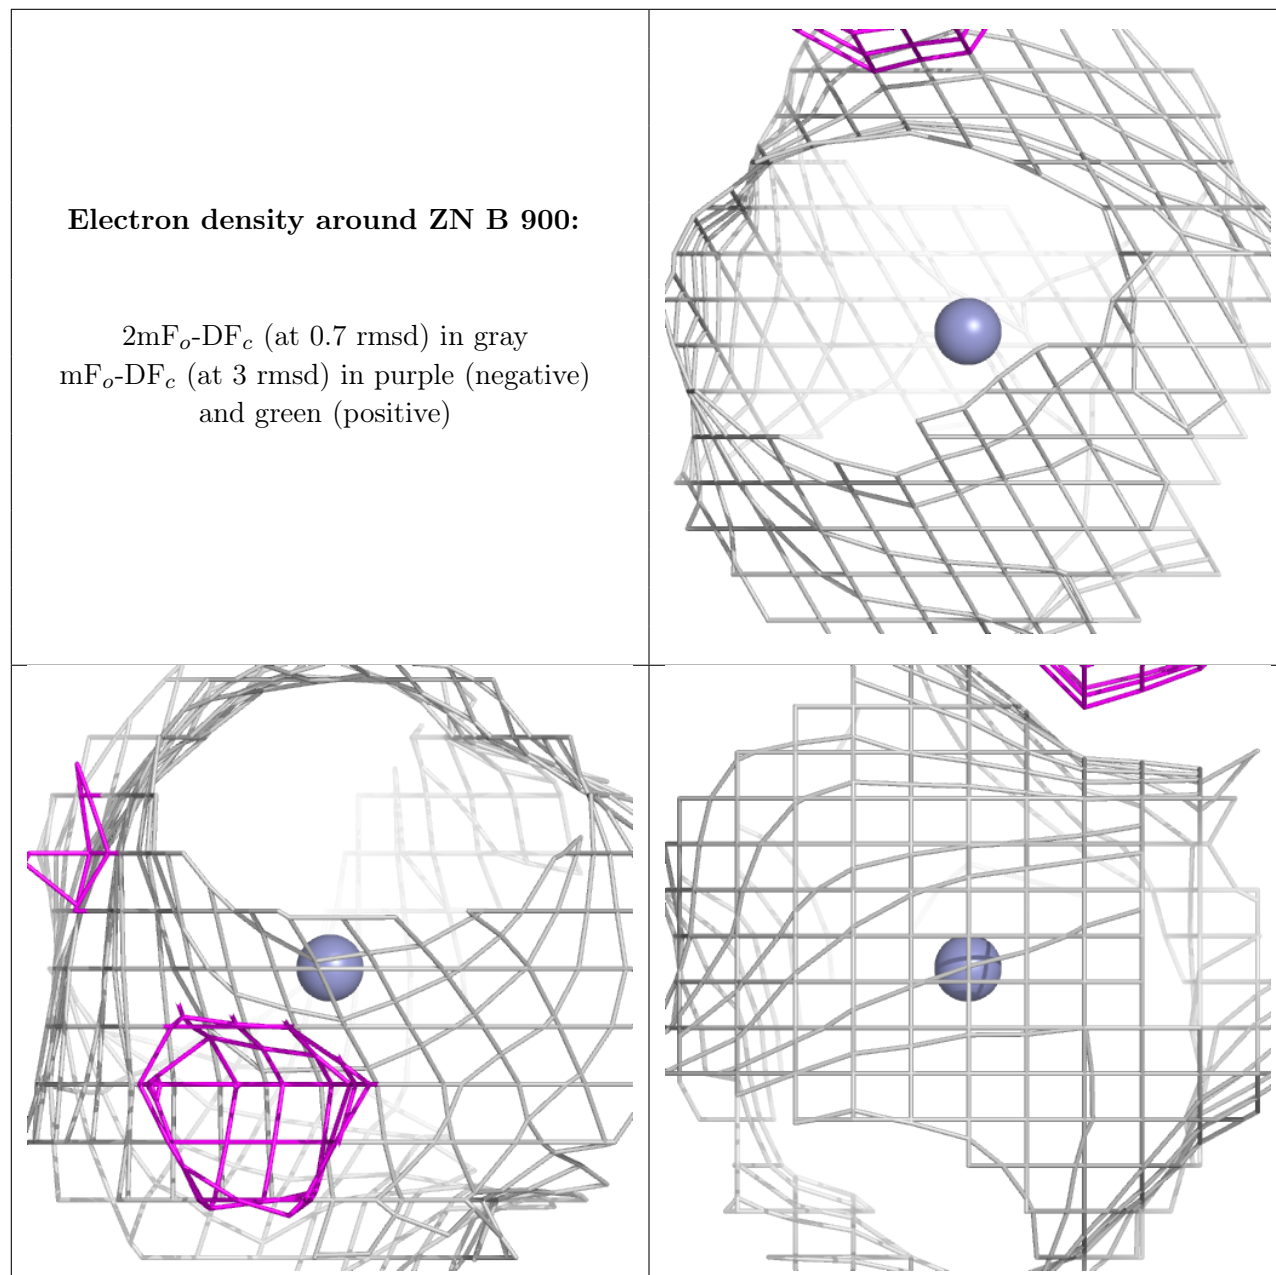 Electron density around ZN B 900:
2mFo-DFc (at 0.7 rmsd) in gray
mFo-DFc (at 3 rmsd) in purple (negative)
and green (positive)